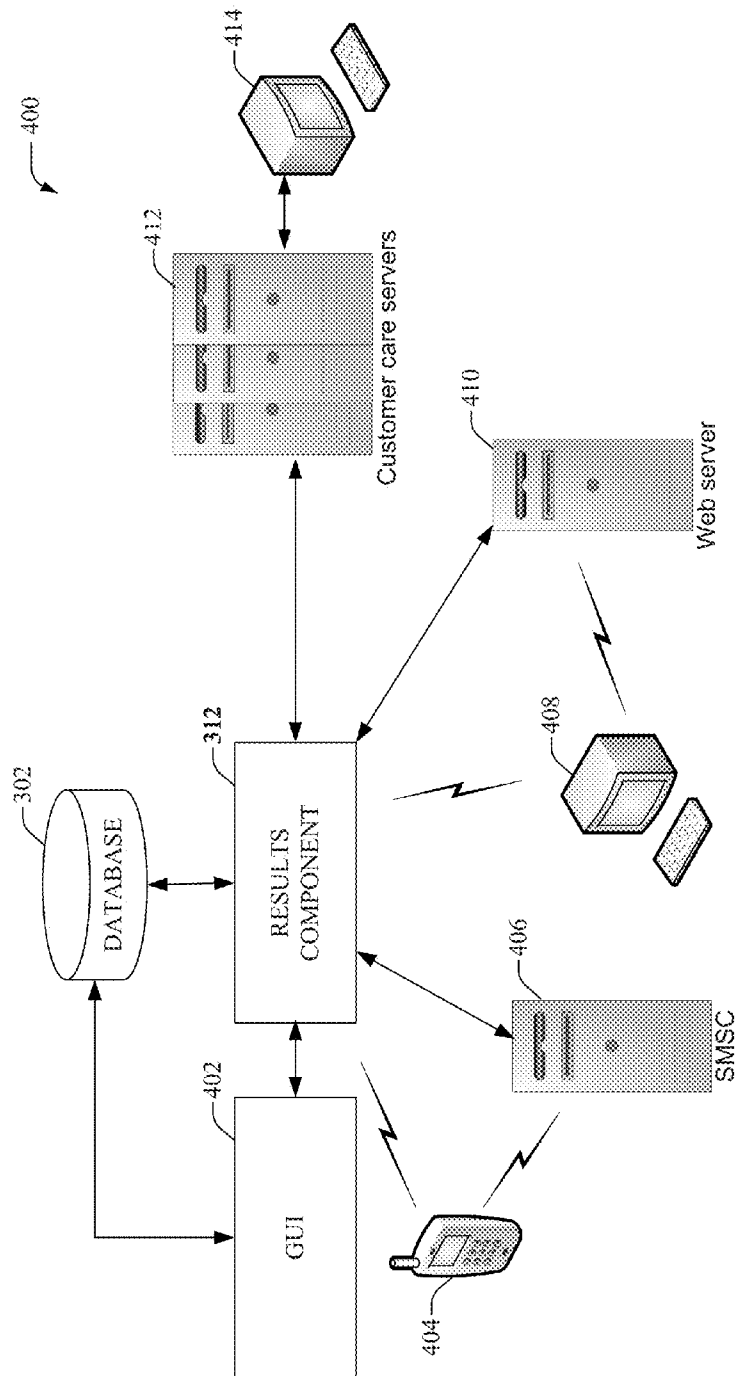 400
302
DATABASE
402
GUI
312
RESULTS
COMPONENT
412
Customer care servers
414
404
406
SMSC
408
410
Web server